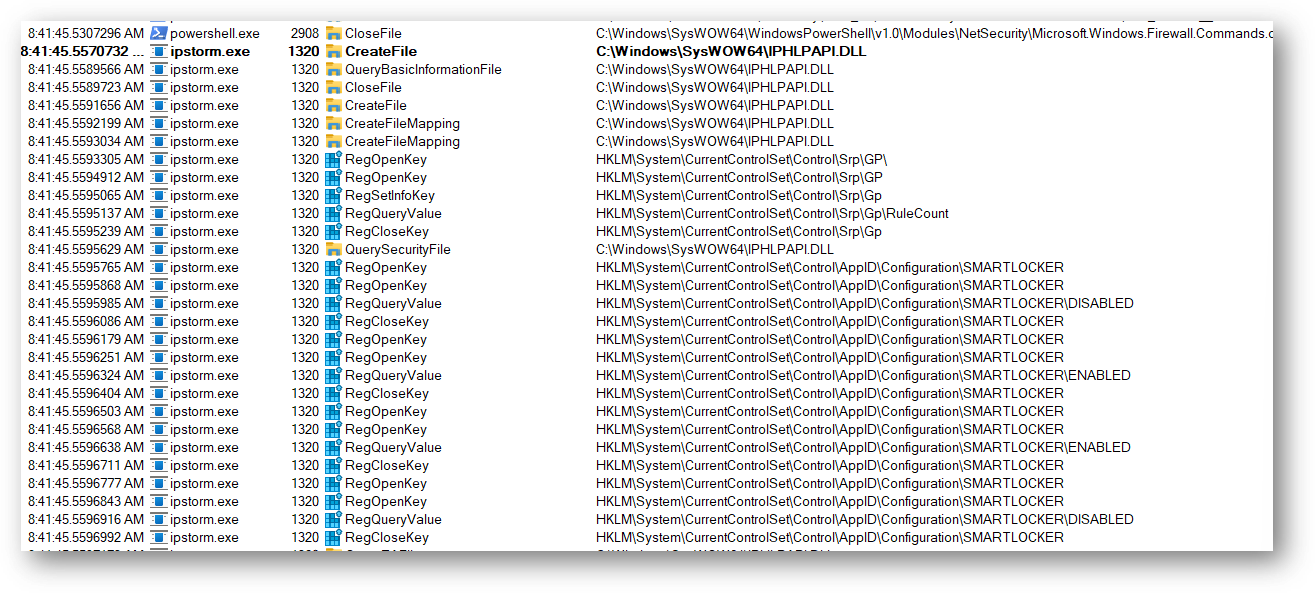 8:41:45.5307296 AM powershell.exe 2908 CloseFile C:\Windows\SysWOW64\WindowsPowerShell\v1.0\Modules\NetSecurity\Microsoft.Windows.Firewall.Commands.c
8:41:45.5570732 ... ipstorm.exe 1320 CreateFile C:\Windows\SysWOW64\IPHLPAPI.DLL
8:41:45.5589566 AM ipstorm.exe 1320 QueryBasicInformationFile C:\Windows\SysWOW64\IPHLPAPI.DLL
8:41:45.5589723 AM ipstorm.exe 1320 CloseFile C:\Windows\SysWOW64\IPHLPAPI.DLL
8:41:45.5591656 AM ipstorm.exe 1320 CreateFile C:\Windows\SysWOW64\IPHLPAPI.DLL
8:41:45.5592199 AM ipstorm.exe 1320 CreateFileMapping C:\Windows\SysWOW64\IPHLPAPI.DLL
8:41:45.5593034 AM ipstorm.exe 1320 CreateFileMapping C:\Windows\SysWOW64\IPHLPAPI.DLL
8:41:45.5593305 AM ipstorm.exe 1320 RegOpenKey HKLM\System\CurrentControlSet\Control\Srp\GP\
8:41:45.5594912 AM ipstorm.exe 1320 RegOpenKey HKLM\System\CurrentControlSet\Control\Srp\GP
8:41:45.5595065 AM ipstorm.exe 1320 RegSetInfoKey HKLM\System\CurrentControlSet\Control\Srp\Gp
8:41:45.5595137 AM ipstorm.exe 1320 RegQueryValue HKLM\System\CurrentControlSet\Control\Srp\Gp\RuleCount
8:41:45.5595239 AM ipstorm.exe 1320 RegCloseKey HKLM\System\CurrentControlSet\Control\Srp\Gp
8:41:45.5595629 AM ipstorm.exe 1320 QuerySecurityFile C:\Windows\SysWOW64\IPHLPAPI.DLL
8:41:45.5595765 AM ipstorm.exe 1320 RegOpenKey HKLM\System\CurrentControlSet\Control\AppID\Configuration\SMARTLOCKER
8:41:45.5595868 AM ipstorm.exe 1320 RegOpenKey HKLM\System\CurrentControlSet\Control\AppID\Configuration\SMARTLOCKER
8:41:45.5595985 AM ipstorm.exe 1320 RegQueryValue HKLM\System\CurrentControlSet\Control\AppID\Configuration\SMARTLOCKER\DISABLED
8:41:45.5596086 AM ipstorm.exe 1320 RegCloseKey HKLM\System\CurrentControlSet\Control\AppID\Configuration\SMARTLOCKER
8:41:45.5596179 AM ipstorm.exe 1320 RegOpenKey HKLM\System\CurrentControlSet\Control\AppID\Configuration\SMARTLOCKER
8:41:45.5596251 AM ipstorm.exe 1320 RegOpenKey HKLM\System\CurrentControlSet\Control\AppID\Configuration\SMARTLOCKER
8:41:45.5596324 AM ipstorm.exe 1320 RegQueryValue HKLM\System\CurrentControlSet\Control\AppID\Configuration\SMARTLOCKER\ENABLED
8:41:45.5596404 AM ipstorm.exe 1320 RegCloseKey HKLM\System\CurrentControlSet\Control\AppID\Configuration\SMARTLOCKER
8:41:45.5596503 AM ipstorm.exe 1320 RegOpenKey HKLM\System\CurrentControlSet\Control\AppID\Configuration\SMARTLOCKER
8:41:45.5596568 AM ipstorm.exe 1320 RegOpenKey HKLM\System\CurrentControlSet\Control\AppID\Configuration\SMARTLOCKER
8:41:45.5596638 AM ipstorm.exe 1320 RegQueryValue HKLM\System\CurrentControlSet\Control\AppID\Configuration\SMARTLOCKER\ENABLED
8:41:45.5596711 AM ipstorm.exe 1320 RegCloseKey HKLM\System\CurrentControlSet\Control\AppID\Configuration\SMARTLOCKER
8:41:45.5596777 AM ipstorm.exe 1320 RegOpenKey HKLM\System\CurrentControlSet\Control\AppID\Configuration\SMARTLOCKER
8:41:45.5596843 AM ipstorm.exe 1320 RegOpenKey HKLM\System\CurrentControlSet\Control\AppID\Configuration\SMARTLOCKER
8:41:45.5596916 AM ipstorm.exe 1320 RegQueryValue HKLM\System\CurrentControlSet\Control\AppID\Configuration\SMARTLOCKER\DISABLED
8:41:45.5596992 AM ipstorm.exe 1320 RegCloseKey HKLM\System\CurrentControlSet\Control\AppID\Configuration\SMARTLOCKER